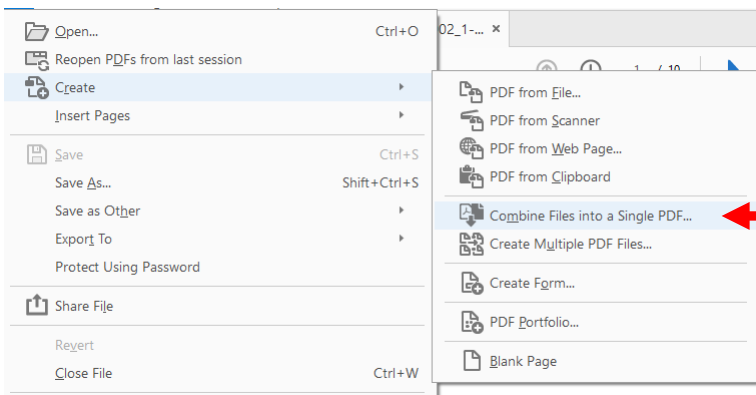 02_1-... ×
1 / 10
Open... Ctrl+O
Reopen PDFs from last session
Create
Insert Pages
Save Ctrl+S
Save As... Shift+Ctrl+S
Save as Other
Export To
Protect Using Password
Share File
Revert
Close File Ctrl+W
PDF from File...
PDF from Scanner
PDF from Web Page...
PDF from Clipboard
Combine Files into a Single PDF...
Create Multiple PDF Files...
Create Form...
PDF Portfolio...
Blank Page